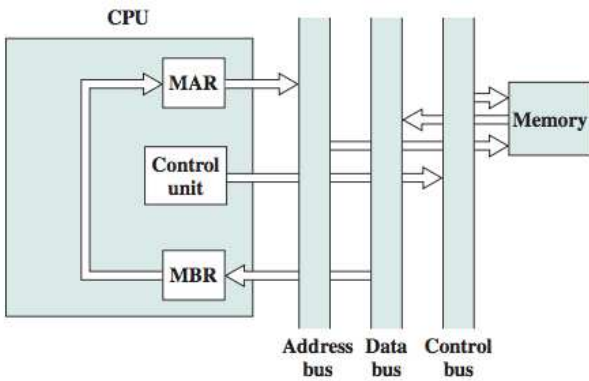 CPU
MAR
Memory
Control
unit
MBR
Address Data Control
bus bus bus